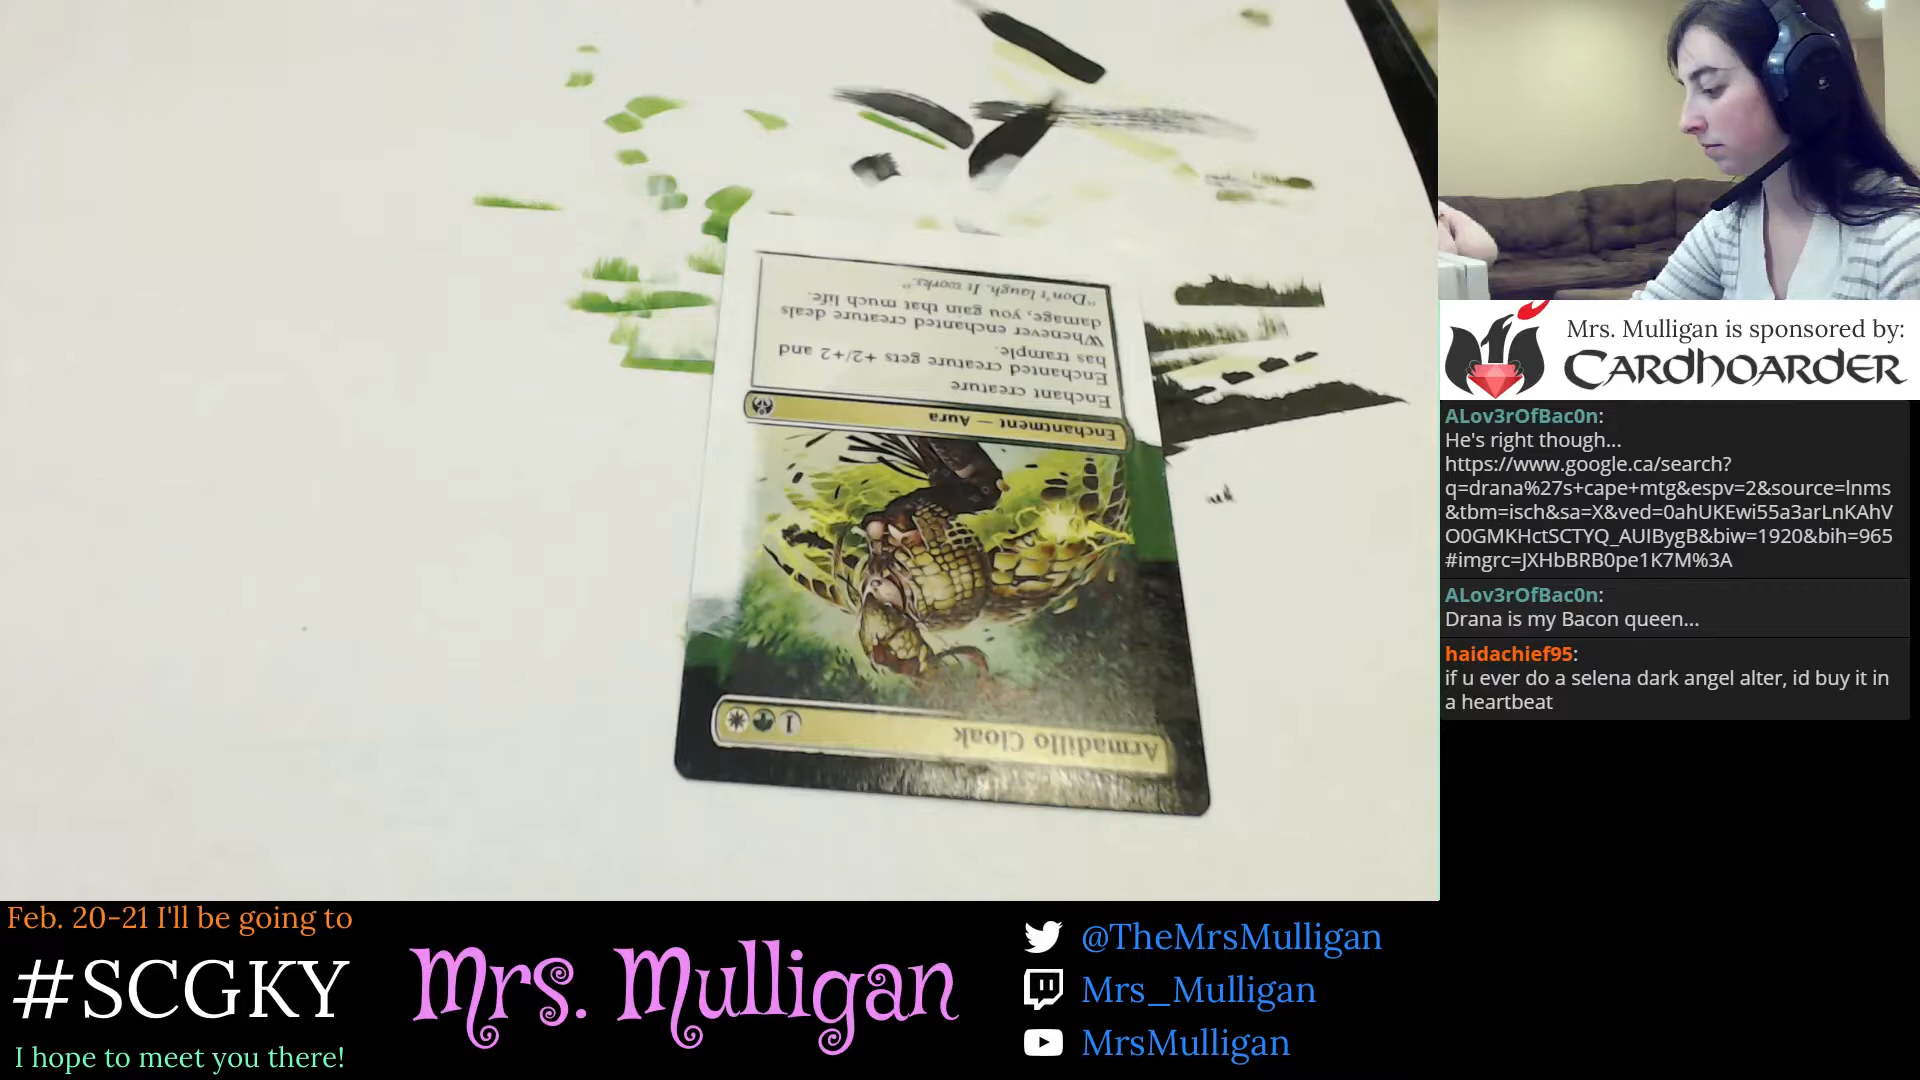 "Don't laugh. It works."
damage, you gain that much life.
Whenever enchanted creature deals
has trample.
Enchanted creature gets +2/+2 and
Enchant creature
Enchantment — Aura
Armadillo Cloak
1
Mrs. Mulligan is sponsored by:
CARDHOARDER
ALov3rOfBac0n:
He's right though...
https://www.google.ca/search?
q=drana%27s+cape+mtg&espv=2&source=lnms
&tbm=isch&sa=X&ved=0ahUKEwi55a3arLnKAhV
O0GMKHctSCTYQ_AUIBygB&biw=1920&bih=965
#imgrc=JXHbBRB0pe1K7M%3A
ALov3rOfBac0n:
Drana is my Bacon queen...
haidachief95:
if u ever do a selena dark angel alter, id buy it in
a heartbeat
Feb. 20-21 I'll be going to
#SCGKY
I hope to meet you there!
Mrs. Mulligan
@TheMrsMulligan
Mrs_Mulligan
MrsMulligan